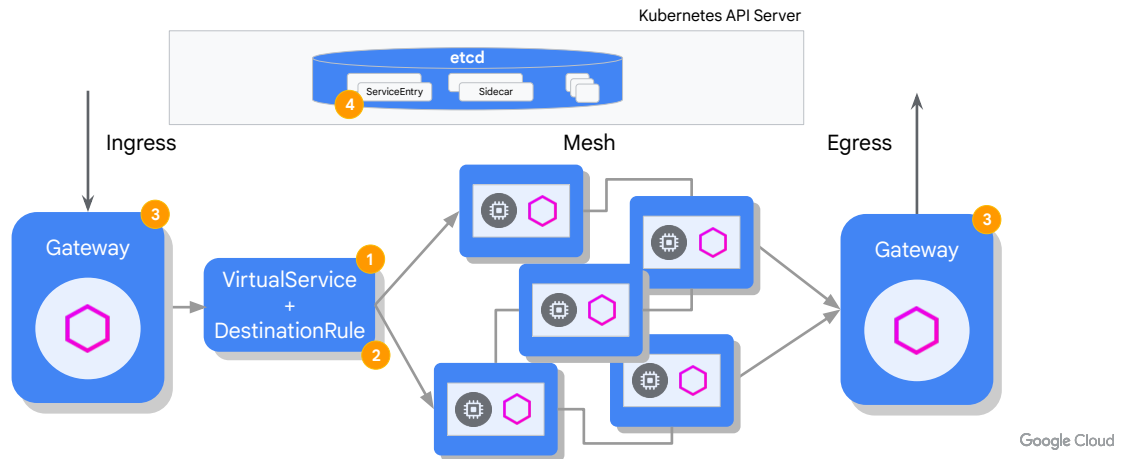 Kubernetes API Server
etcd
ServiceEntry
Sidecar
4
Ingress
Mesh
Egress
3
Gateway
1
VirtualService
+
DestinationRule
2
3
Gateway
Google Cloud